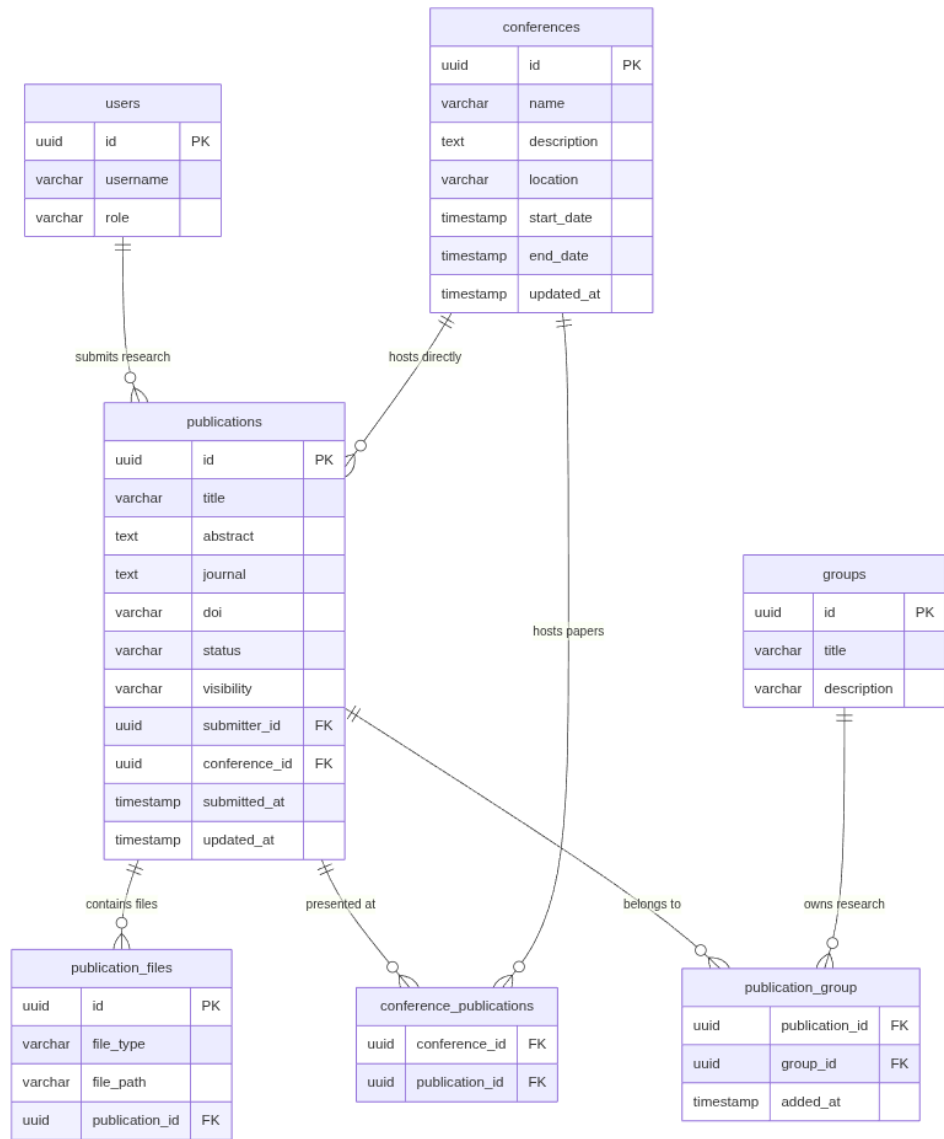 conferences
uuid id PK
varchar name
text description
varchar location
timestamp start_date
timestamp end_date
timestamp updated_at
users
uuid id PK
varchar username
varchar role
submits research
hosts directly
publications
uuid id PK
varchar title
text abstract
text journal
varchar doi
varchar status
varchar visibility
uuid submitter_id FK
uuid conference_id FK
timestamp submitted_at
timestamp updated_at
groups
uuid id PK
varchar title
varchar description
hosts papers
contains files
presented at
belongs to
owns research
publication_files
uuid id PK
varchar file_type
varchar file_path
uuid publication_id FK
conference_publications
uuid conference_id FK
uuid publication_id FK
publication_group
uuid publication_id FK
uuid group_id FK
timestamp added_at